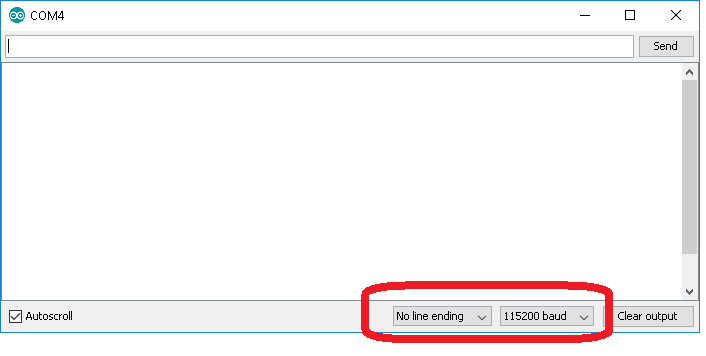 COM4
Send
Autoscroll
No line ending
115200 baud
Clear output